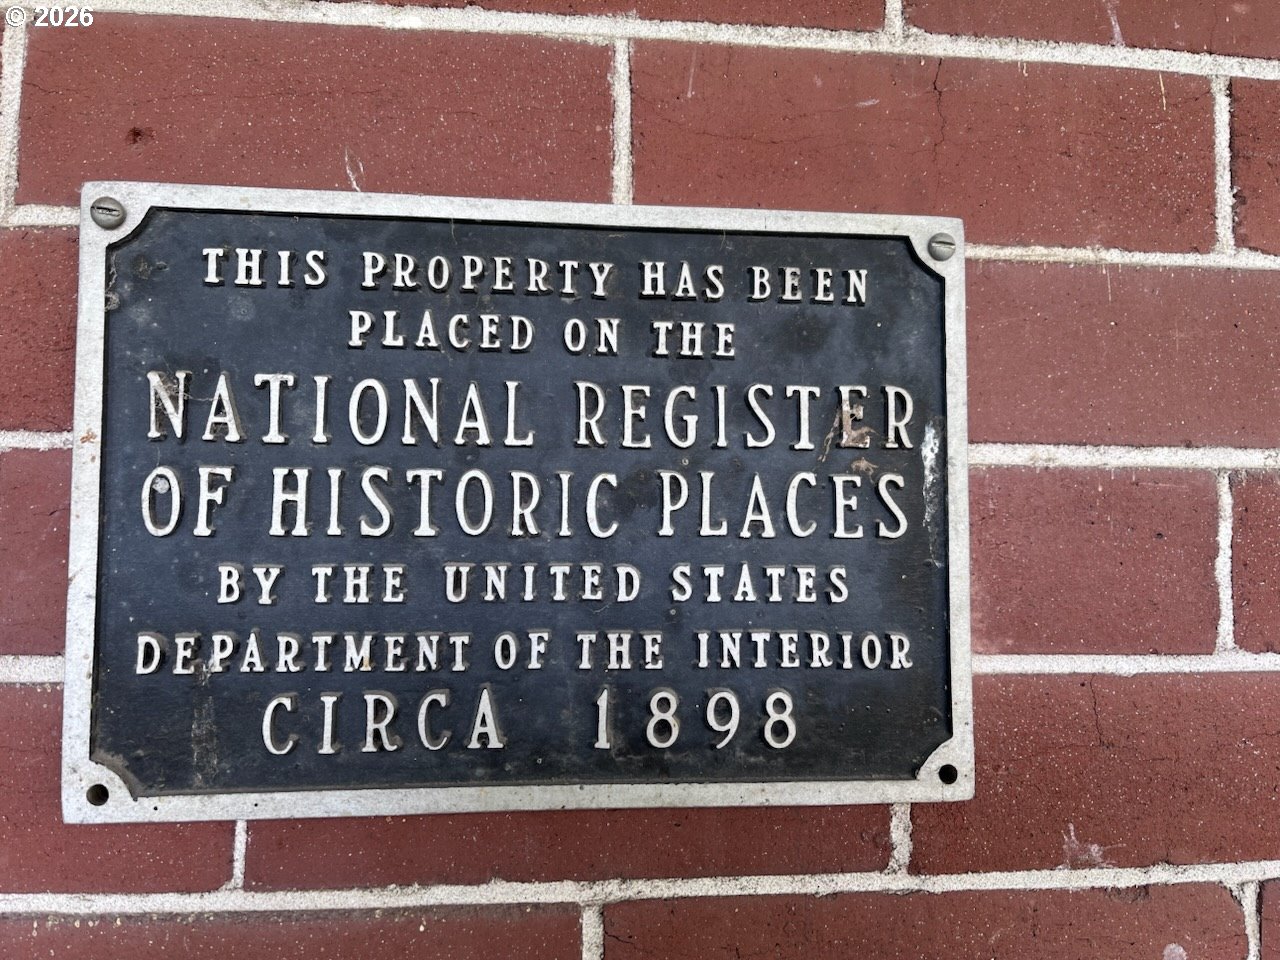 © 2026
THIS PROPERTY HAS BEEN
PLACED ON THE
NATIONAL REGISTER
OF HISTORIC PLACES
BY THE UNITED STATES
DEPARTMENT OF THE INTERIOR
CIRCA 1898